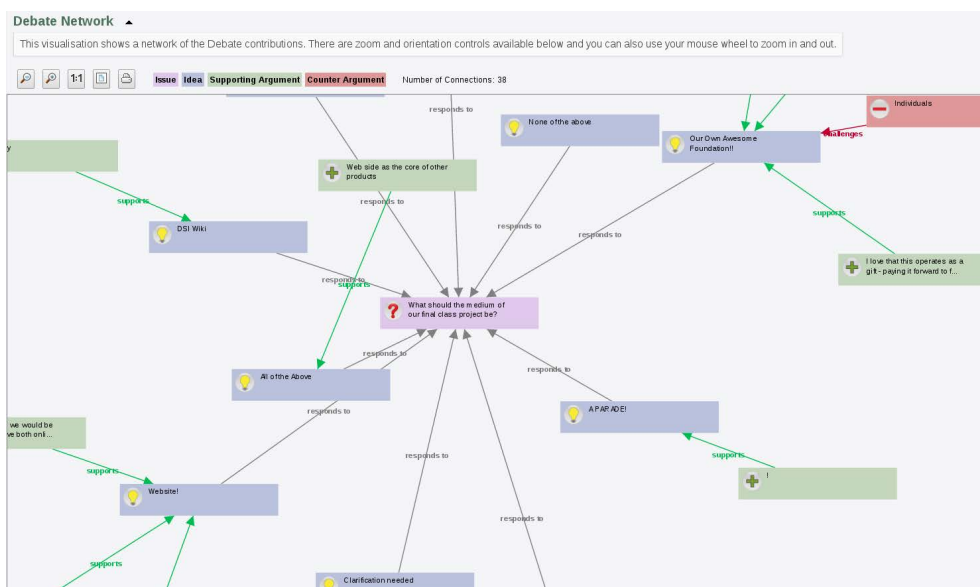 Debate Network
This visualisation shows a network of the Debate contributions. There are zoom and orientation controls available below and you can also use your mouse wheel to zoom in and out.
1:1
Issue Idea Supporting Argument Counter Argument Number of Connections: 38
responds to
Individuals
None of the above
challenges
Our Own Awesome
Foundation!!
y
Web side as the core of other
products
supports
responds to
supports
DSI Wiki
responds to
responds to
I love that this operates as a
gift - paying it forward to f...
responds to
supports
What should the medium of
our final class project be?
responds to
All of the Above
responds to
responds to
A PARADE!
we would be
ve both onli...
responds to
supports
supports
!
Website!
responds to
supports
Clarification needed